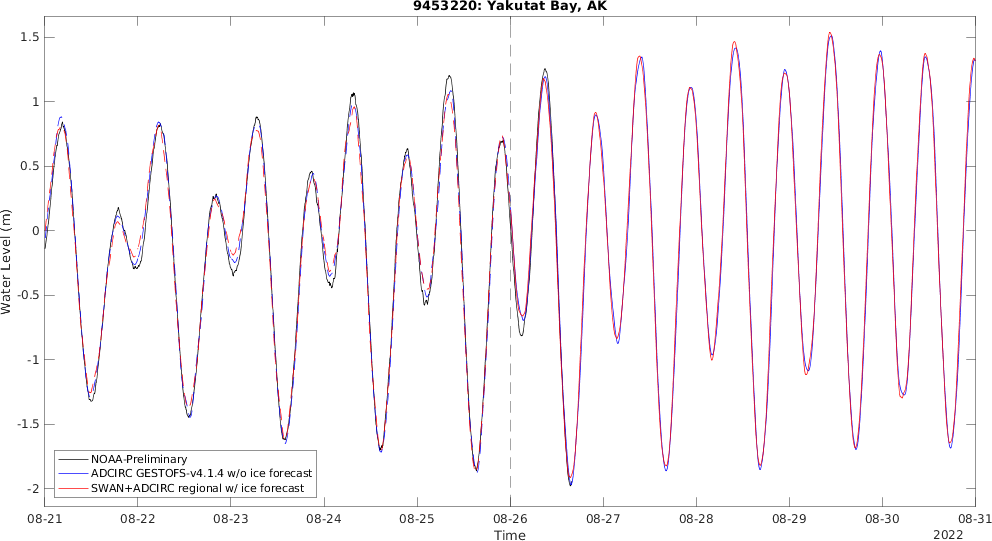 9453220: Yakutat Bay, AK
Water Level (m)
1.5
1
0.5
0
-0.5
-1
-1.5
-2
NOAA-Preliminary
ADCIRC GESTOFS-v4.1.4 w/o ice forecast
SWAN+ADCIRC regional w/ ice forecast
08-21 08-22 08-23 08-24 08-25 08-26 08-27 08-28 08-29 08-30 08-31
Time
2022